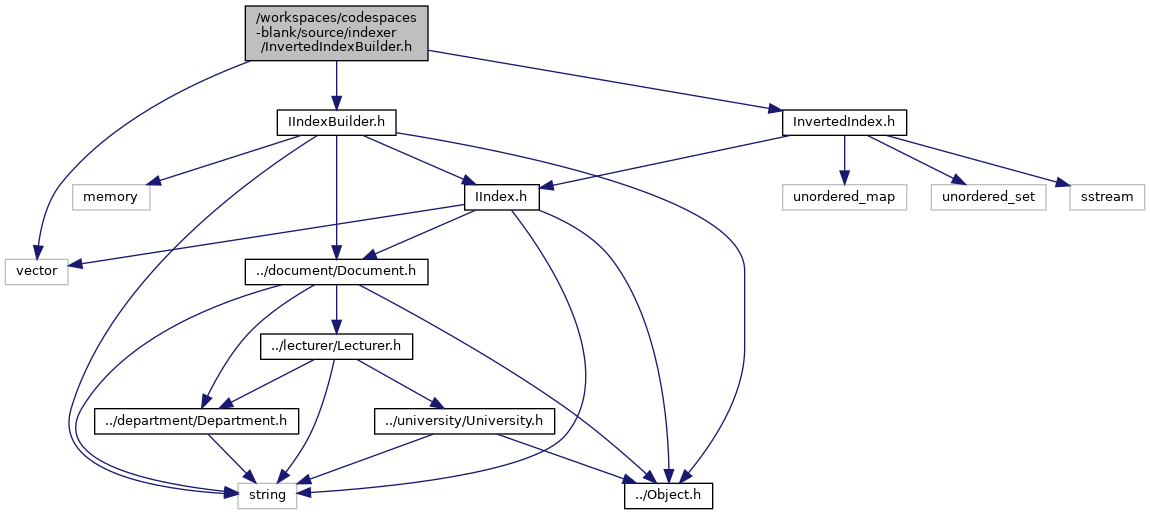 /workspaces/codespaces
-blank/source/indexer
/InvertedIndexBuilder.h
IIndexBuilder.h
InvertedIndex.h
memory
IIndex.h
unordered_map
unordered_set
sstream
vector
../document/Document.h
../lecturer/Lecturer.h
../department/Department.h
../university/University.h
string
../Object.h